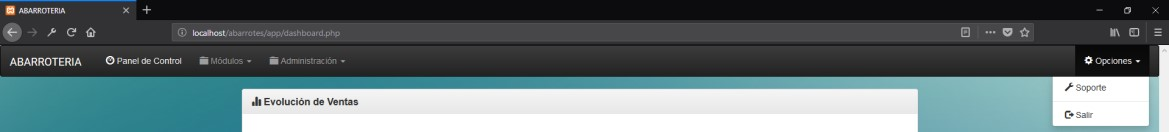 ABARROTERIA
localhost/abarrotes/app/dashboard.php
ABARROTERIA Panel de Control Módulos Administración Opciones
Soporte
Evolución de Ventas
Salir